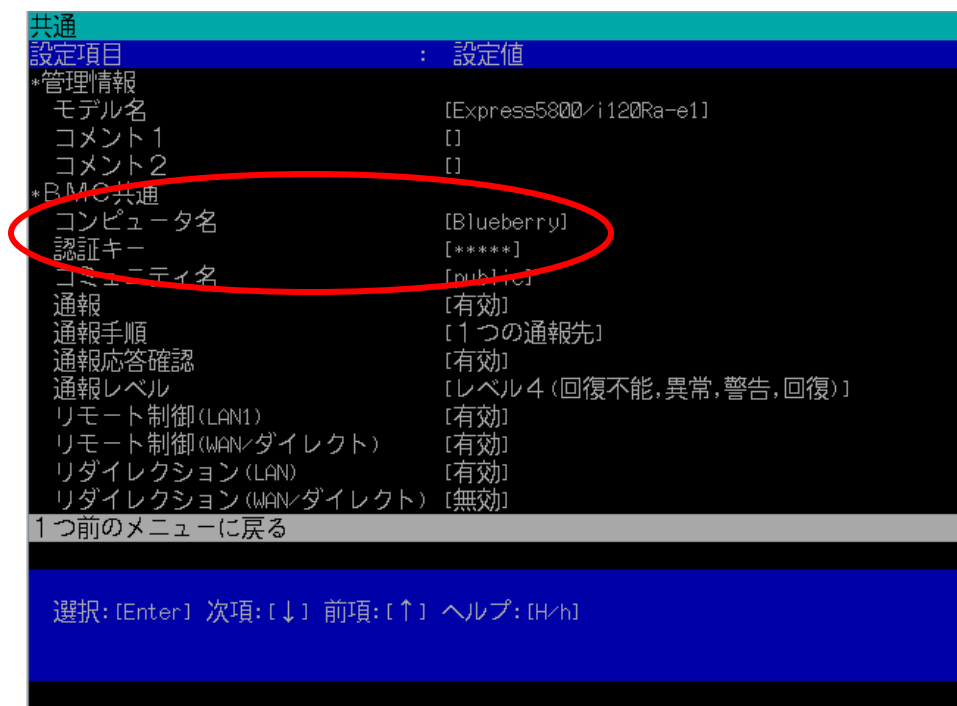 共通
設定項目 : 設定値
*管理情報
モデル名 [Express5800/i120Ra-e1]
コメント1 []
コメント2 []
*BMC共通
コンピュータ名 [Blueberry]
認証キー [*****]
コミュニティ名 [public]
通報 [有効]
通報手順 [1つの通報先]
通報応答確認 [有効]
通報レベル [レベル4(回復不能,異常,警告,回復)]
リモート制御(LAN1) [有効]
リモート制御(WAN/ダイレクト) [有効]
リダイレクション(LAN) [有効]
リダイレクション(WAN/ダイレクト) [無効]
1つ前のメニューに戻る
選択:[Enter] 次項:[↓] 前項:[↑] ヘルプ:[H/h]